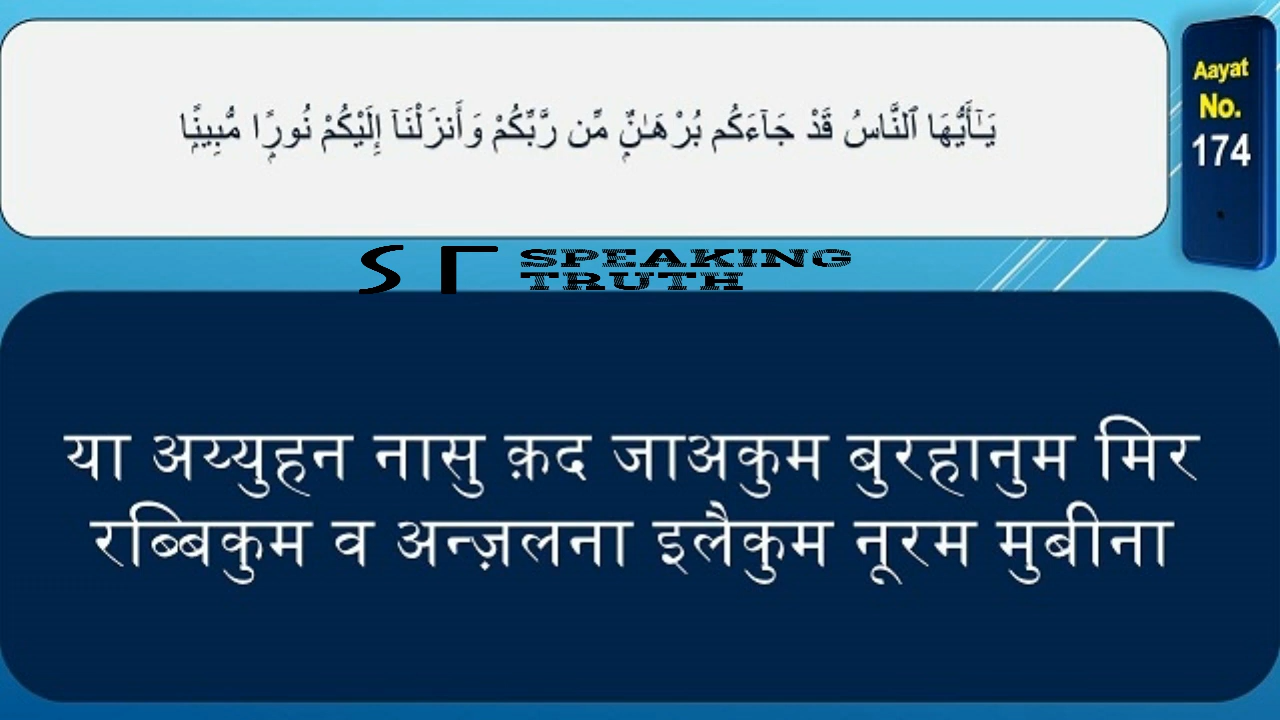 يَـٰٓأَيُّهَا ٱلنَّاسُ قَدْ جَآءَكُم بُرْهَـٰنٌۭ مِّن رَّبِّكُمْ وَأَنزَلْنَآ إِلَيْكُمْ نُورًۭا مُّبِينًۭا
Aayat
No.
174
ST SPEAKING
TRUTH
या अय्युहन नासु क़द जाअकुम बुरहानुम मिर
रब्बिकुम व अन्ज़लना इलैकुम नूरम मुबीना